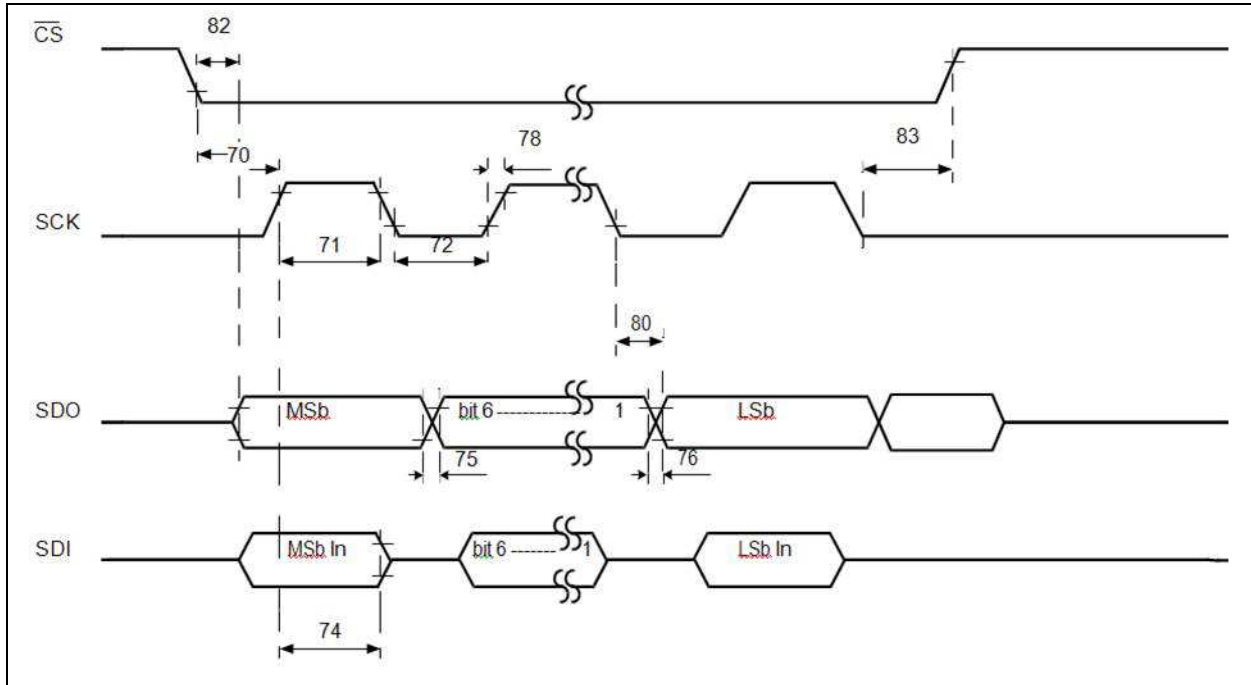 82
CS
78
70
83
SCK
71
72
80
SDO
MSb
bit 6 ---------- 1
LSb
75
76
SDI
MSb In
bit 6 ------- 1
LSb In
74